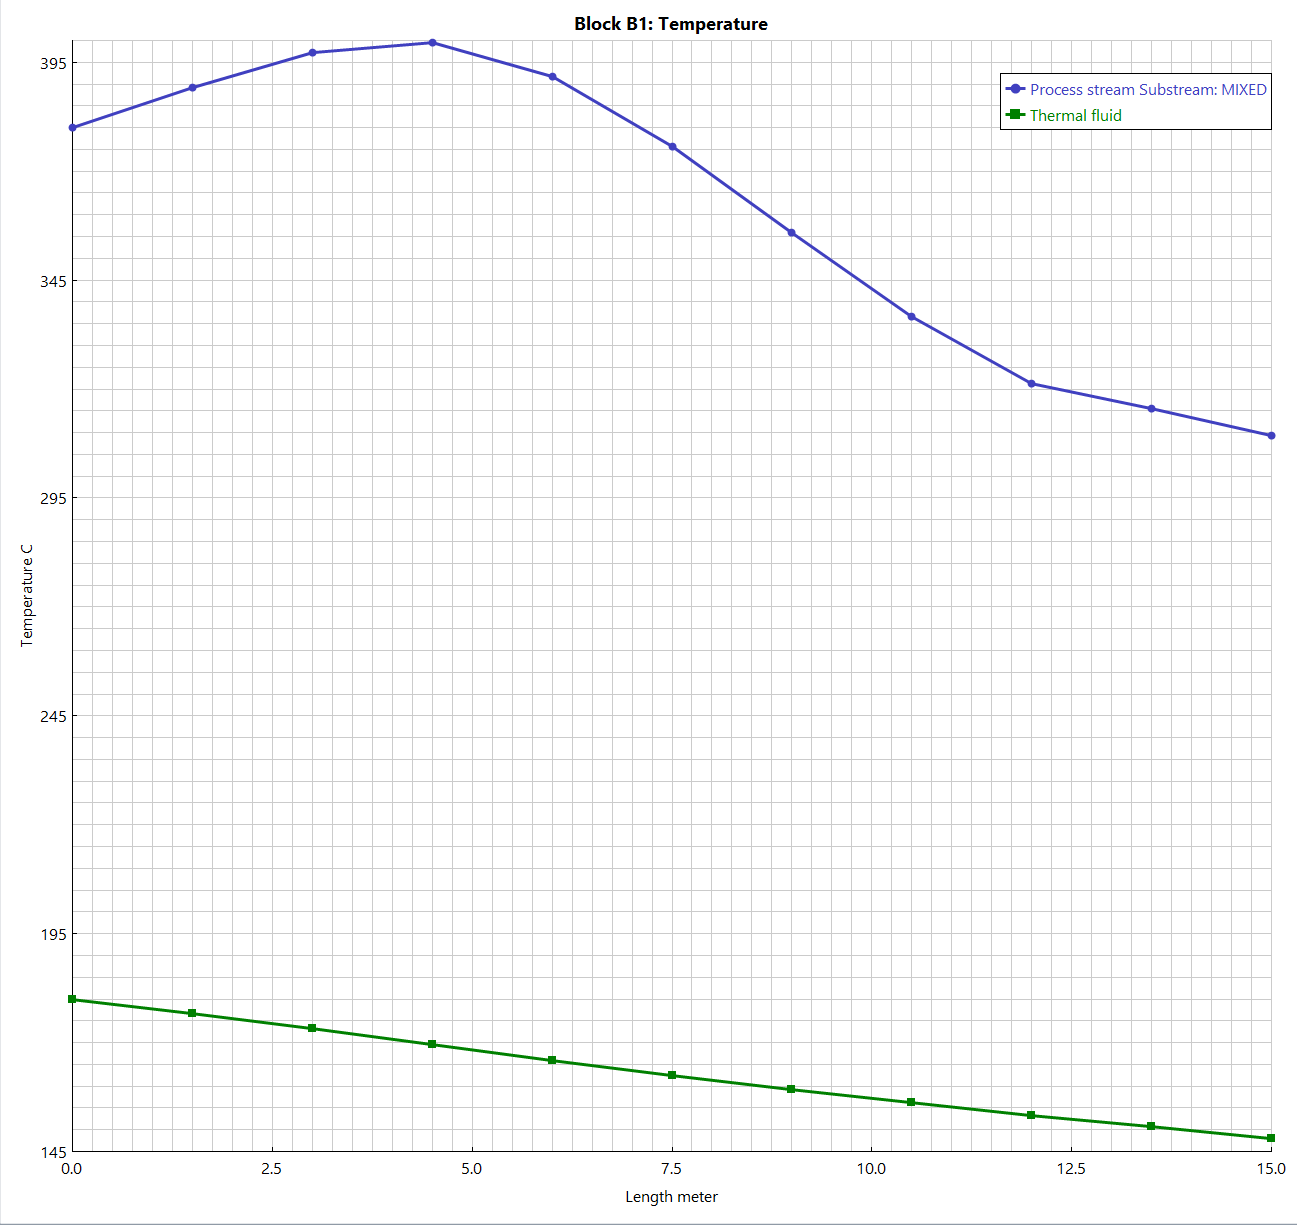 Block B1: Temperature
395
345
295
245
195
145
Temperature C
Process stream Substream: MIXED
Thermal fluid
0.0 2.5 5.0 7.5 10.0 12.5 15.0
Length meter